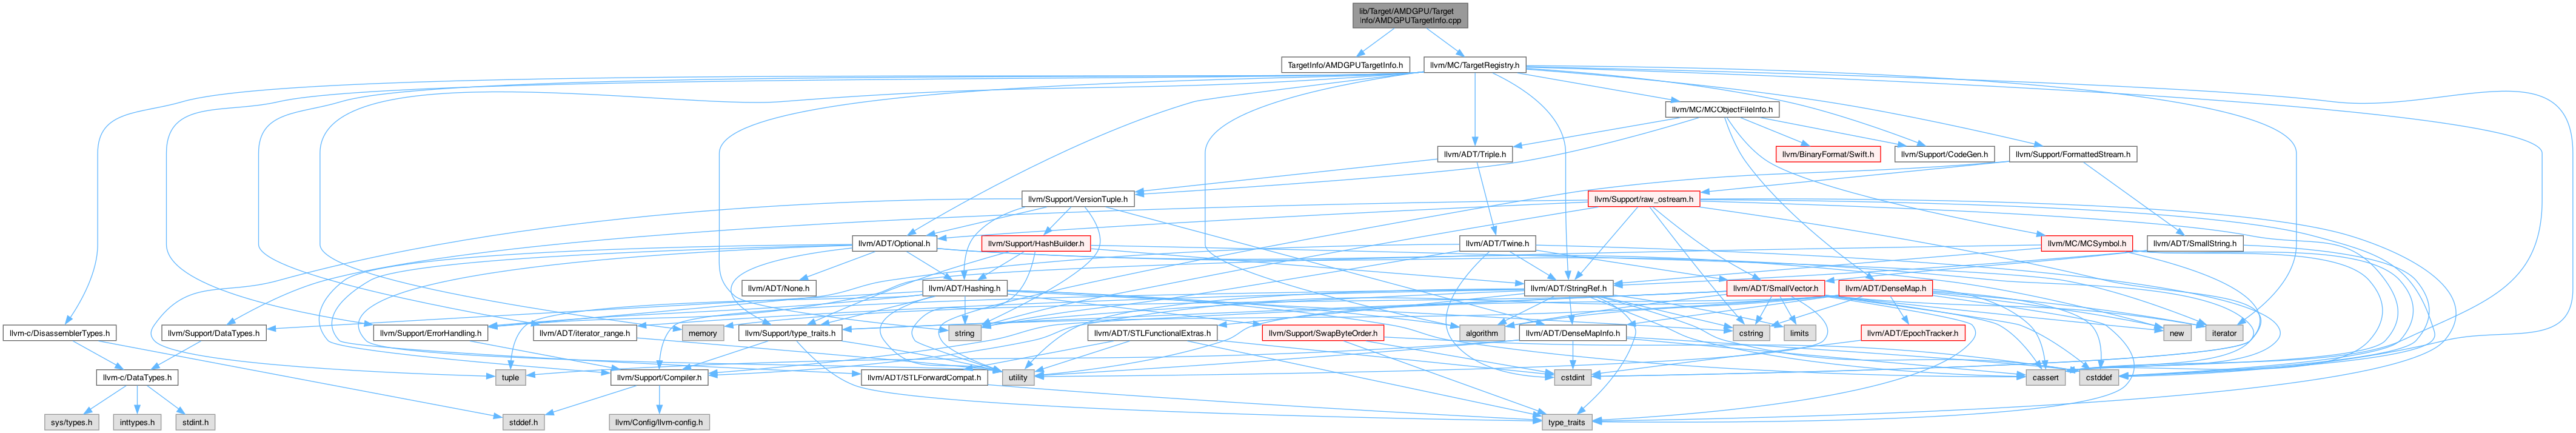 lib/Target/AMDGPU/Target
Info/AMDGPUTargetInfo.cpp
TargetInfo/AMDGPUTargetInfo.h
llvm/MC/TargetRegistry.h
llvm/MC/MCObjectFileInfo.h
llvm/ADT/Triple.h
llvm/BinaryFormat/Swift.h
llvm/Support/CodeGen.h
llvm/Support/FormattedStream.h
llvm/Support/VersionTuple.h
llvm/Support/raw_ostream.h
llvm/ADT/Optional.h
llvm/Support/HashBuilder.h
llvm/ADT/Twine.h
llvm/MC/MCSymbol.h
llvm/ADT/SmallString.h
llvm/ADT/None.h
llvm/ADT/Hashing.h
llvm/ADT/StringRef.h
llvm/ADT/SmallVector.h
llvm/ADT/DenseMap.h
llvm-c/DisassemblerTypes.h
llvm/Support/DataTypes.h
llvm/Support/ErrorHandling.h
llvm/ADT/iterator_range.h
memory
llvm/Support/type_traits.h
string
llvm/ADT/STLFunctionalExtras.h
llvm/Support/SwapByteOrder.h
algorithm
llvm/ADT/DenseMapInfo.h
cstring
limits
llvm/ADT/EpochTracker.h
new
iterator
llvm-c/DataTypes.h
tuple
llvm/Support/Compiler.h
llvm/ADT/STLForwardCompat.h
utility
cstdint
cassert
cstddef
sys/types.h
inttypes.h
stdint.h
stddef.h
llvm/Config/llvm-config.h
type_traits